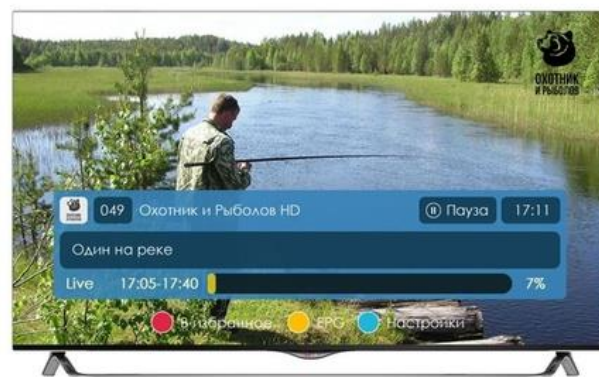 ОХОТНИК
И РЫБОЛОВ
049 Охотник и Рыболов HD Пауза 17:11
Один на реке
Live 17:05-17:40 7%
В избранное EPG Настройки